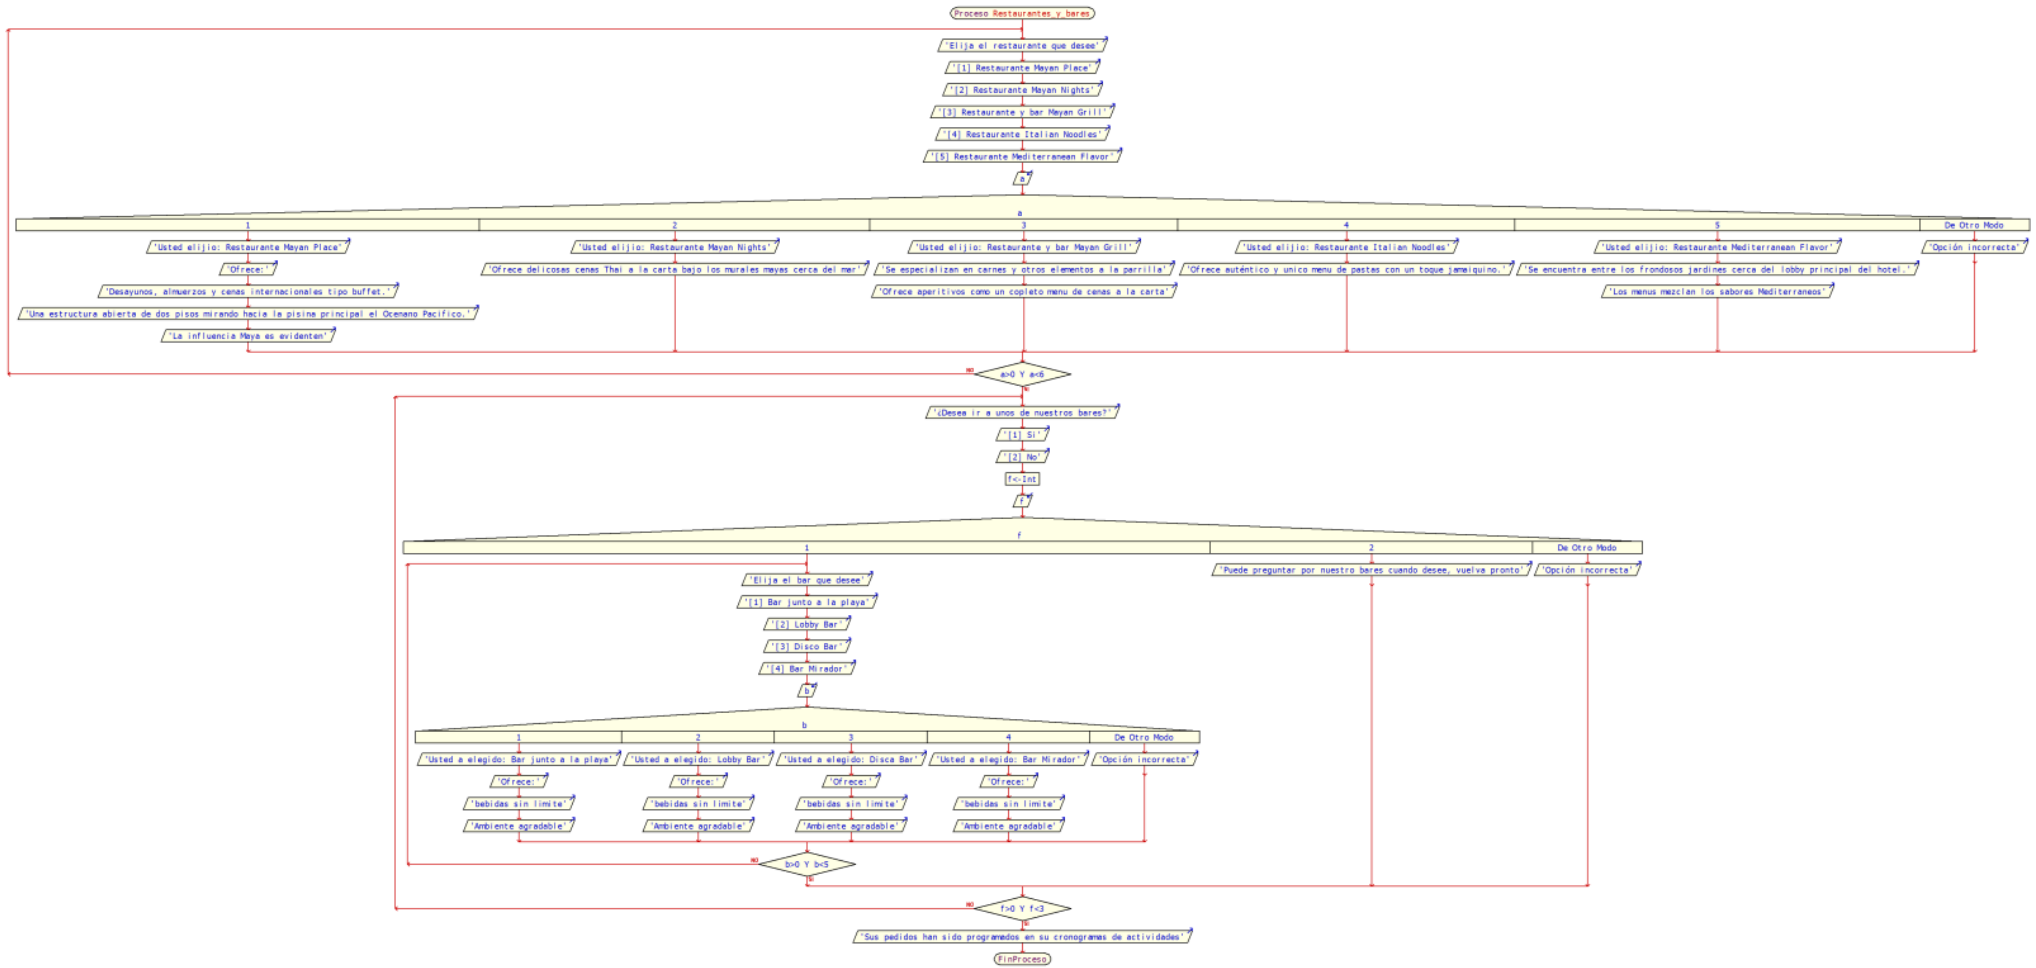 Proceso Restaurantes_y_bares
'Elija el restaurante que desee'
'[1] Restaurante Mayan Place'
'[2] Restaurante Mayan Nights'
'[3] Restaurante y bar Mayan Grill'
'[4] Restaurante Italian Noodles'
'[5] Restaurante Mediterranean Flavor'
a
a
1 2 3 4 5 De Otro Modo
'Usted elijio: Restaurante Mayan Place' 'Usted elijio: Restaurante Mayan Nights' 'Usted elijio: Restaurante y bar Mayan Grill' 'Usted elijio: Restaurante Italian Noodles' 'Usted elijio: Restaurante Mediterranean Flavor' 'Opción incorrecta'
'Ofrece:' 'Ofrece delicosas cenas Thai a la carta bajo los murales mayas cerca del mar' 'Se especializan en carnes y otros elementos a la parrilla' 'Ofrece auténtico y unico menu de pastas con un toque jamaiquino.' 'Se encuentra entre los frondosos jardines cerca del lobby principal del hotel.'
'Desayunos, almuerzos y cenas internacionales tipo buffet.' 'Ofrece aperitivos como un copleto menu de cenas a la carta' 'Los menus mezclan los sabores Mediterraneos'
'Una estructura abierta de dos pisos mirando hacia la pisina principal el Ocenano Pacifico.'
'La influencia Maya es evidenten'
NO a>0 Y a<6
Si
'¿Desea ir a unos de nuestros bares?'
'[1] Si'
'[2] No'
f<-Int
f
f
1 2 De Otro Modo
'Elija el bar que desee' 'Puede preguntar por nuestro bares cuando desee, vuelva pronto' 'Opción incorrecta'
'[1] Bar junto a la playa'
'[2] Lobby Bar'
'[3] Disco Bar'
'[4] Bar Mirador'
b
b
1 2 3 4 De Otro Modo
'Usted a elegido: Bar junto a la playa' 'Usted a elegido: Lobby Bar' 'Usted a elegido: Disca Bar' 'Usted a elegido: Bar Mirador' 'Opción incorrecta'
'Ofrece:' 'Ofrece:' 'Ofrece:' 'Ofrece:'
'bebidas sin limite' 'bebidas sin limite' 'bebidas sin limite' 'bebidas sin limite'
'Ambiente agradable' 'Ambiente agradable' 'Ambiente agradable' 'Ambiente agradable'
NO b>0 Y b<5
Si
NO f>0 Y f<3
Si
'Sus pedidos han sido programados en su cronogramas de actividades'
FinProceso